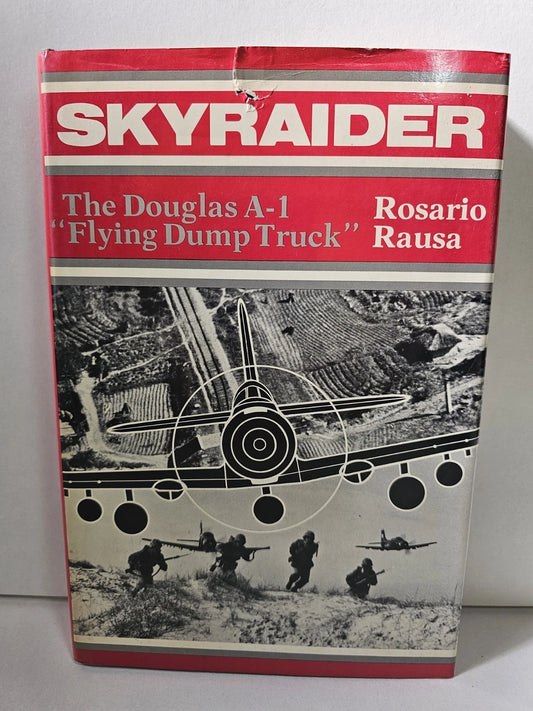 SKYRAIDER
The Douglas A-1
"Flying Dump Truck"
Rosario
Rausa